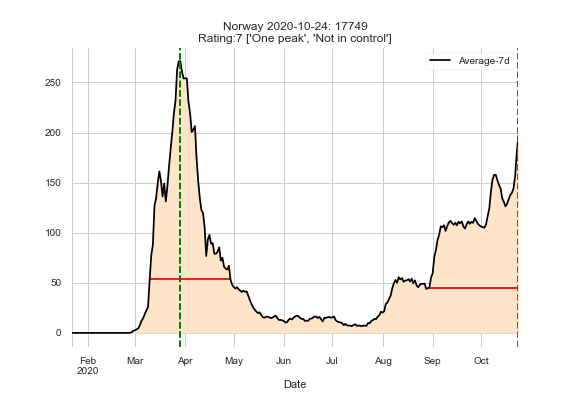 Norway 2020-10-24: 17749
Rating:7 ['One peak', 'Not in control']
Average-7d
250
200
150
100
50
0
Feb Mar Apr May Jun Jul Aug Sep Oct
2020
Date